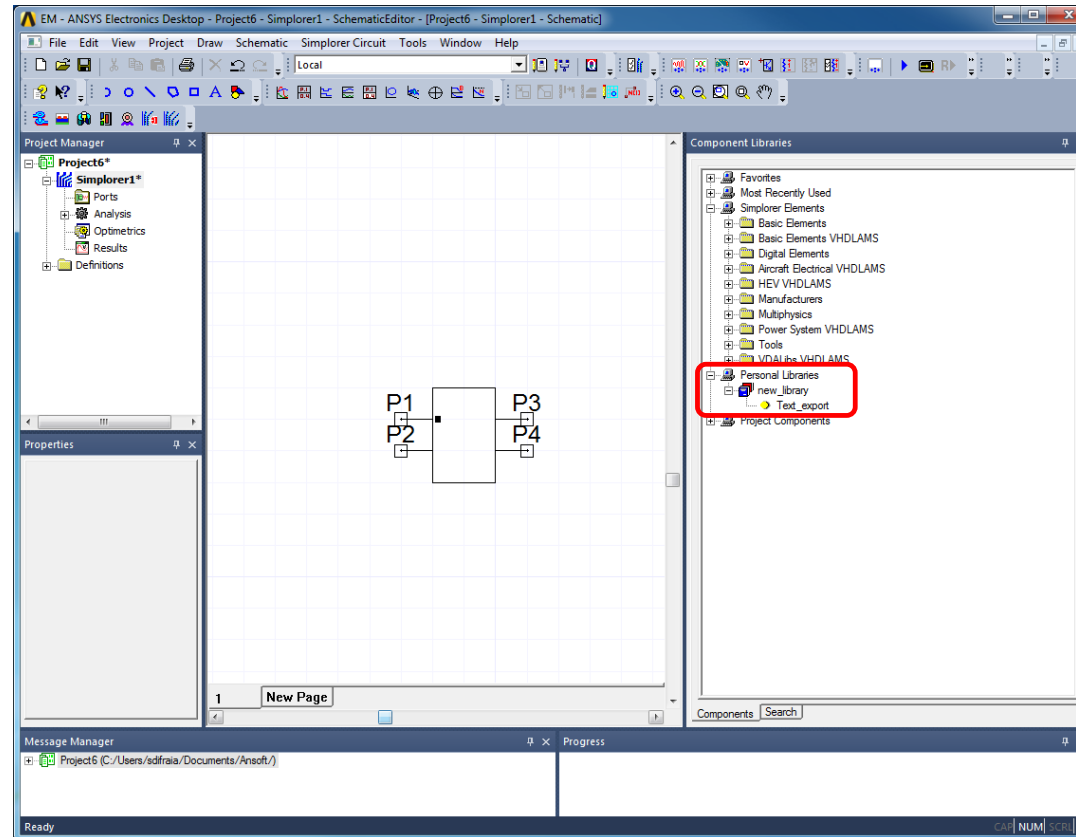 EM - ANSYS Electronics Desktop - Project6 - Simplorer1 - SchematicEditor - [Project6 - Simplorer1 - Schematic]
File Edit View Project Draw Schematic Simplorer Circuit Tools Window Help
Local
Project Manager
Project6*
Simplorer1*
Ports
Analysis
Optimetrics
Results
Definitions
Properties
P1
P2
P3
P4
1 New Page
Component Libraries
Favorites
Most Recently Used
Simplorer Elements
Basic Elements
Basic Elements VHDLAMS
Digital Elements
Aircraft Electrical VHDLAMS
HEV VHDLAMS
Manufacturers
Multiphysics
Power System VHDLAMS
Tools
VDALibs VHDLAMS
Personal Libraries
new_library
Text_export
Project Components
Components Search
Message Manager
Project6 (C:/Users/sdifraia/Documents/Ansoft/)
Progress
Ready
CAP NUM SCRL